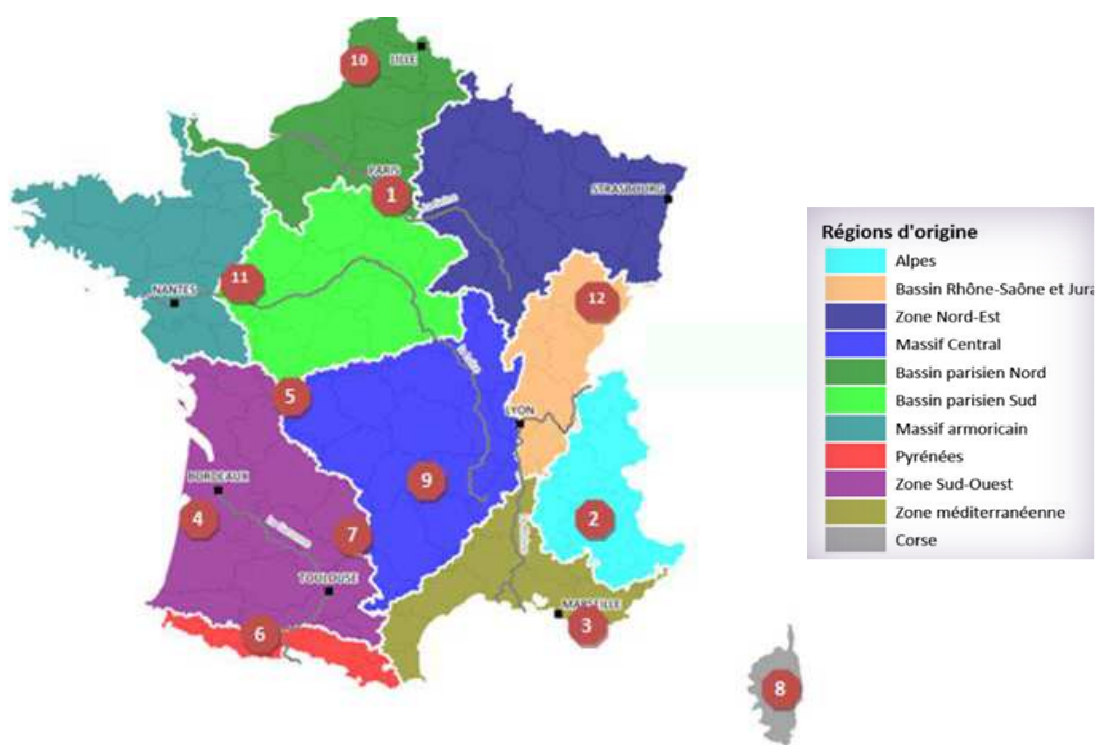 10
LILLE
PARIS
1
STRASBOURG
11
NANTES
12
5
LYON
9
BORDEAUX
4
7
2
TOULOUSE
MARSEILLE
3
6
8
Régions d'origine
Alpes
Bassin Rhône-Saône et Jura
Zone Nord-Est
Massif Central
Bassin parisien Nord
Bassin parisien Sud
Massif armoricain
Pyrénées
Zone Sud-Ouest
Zone méditerranéenne
Corse